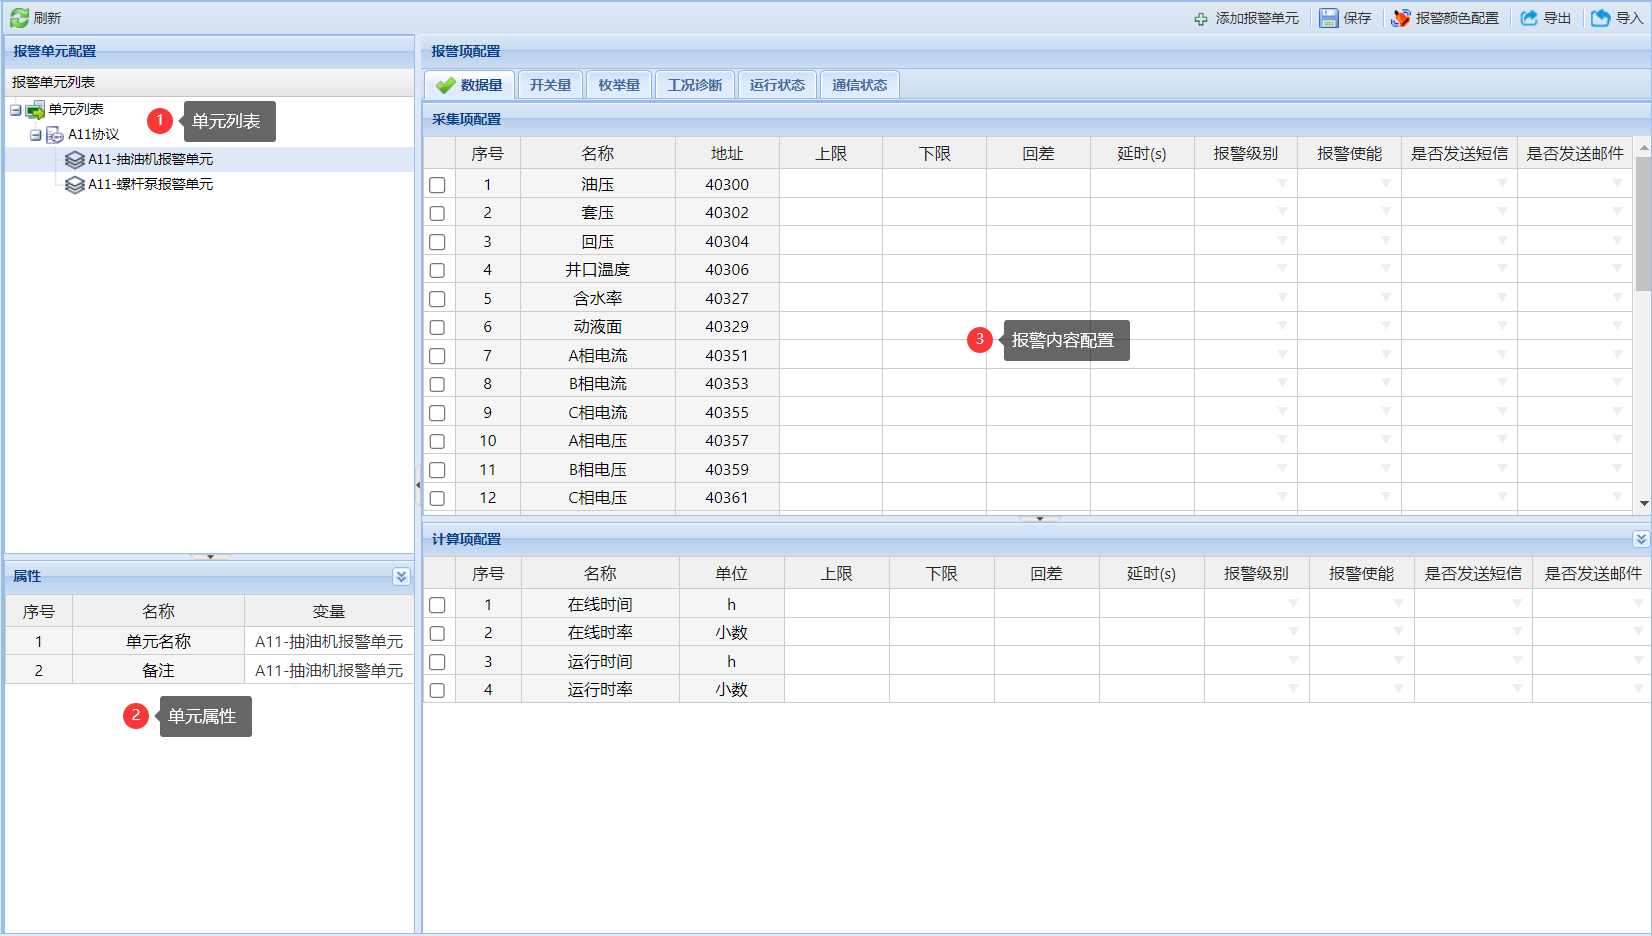 刷新
添加报警单元 保存 报警颜色配置 导出 导入
报警单元配置
报警单元列表
单元列表
A11协议
A11-抽油机报警单元
A11-螺杆泵报警单元
1 单元列表
属性
序号 名称 变量
1 单元名称 A11-抽油机报警单元
2 备注 A11-抽油机报警单元
2 单元属性
报警项配置
数据量 开关量 枚举量 工况诊断 运行状态 通信状态
采集项配置
序号 名称 地址 上限 下限 回差 延时(s) 报警级别 报警使能 是否发送短信 是否发送邮件
1 油压 40300
2 套压 40302
3 回压 40304
4 井口温度 40306
5 含水率 40327
6 动液面 40329
7 A相电流 40351
8 B相电流 40353
9 C相电流 40355
10 A相电压 40357
11 B相电压 40359
12 C相电压 40361
3 报警内容配置
计算项配置
序号 名称 单位 上限 下限 回差 延时(s) 报警级别 报警使能 是否发送短信 是否发送邮件
1 在线时间 h
2 在线时率 小数
3 运行时间 h
4 运行时率 小数